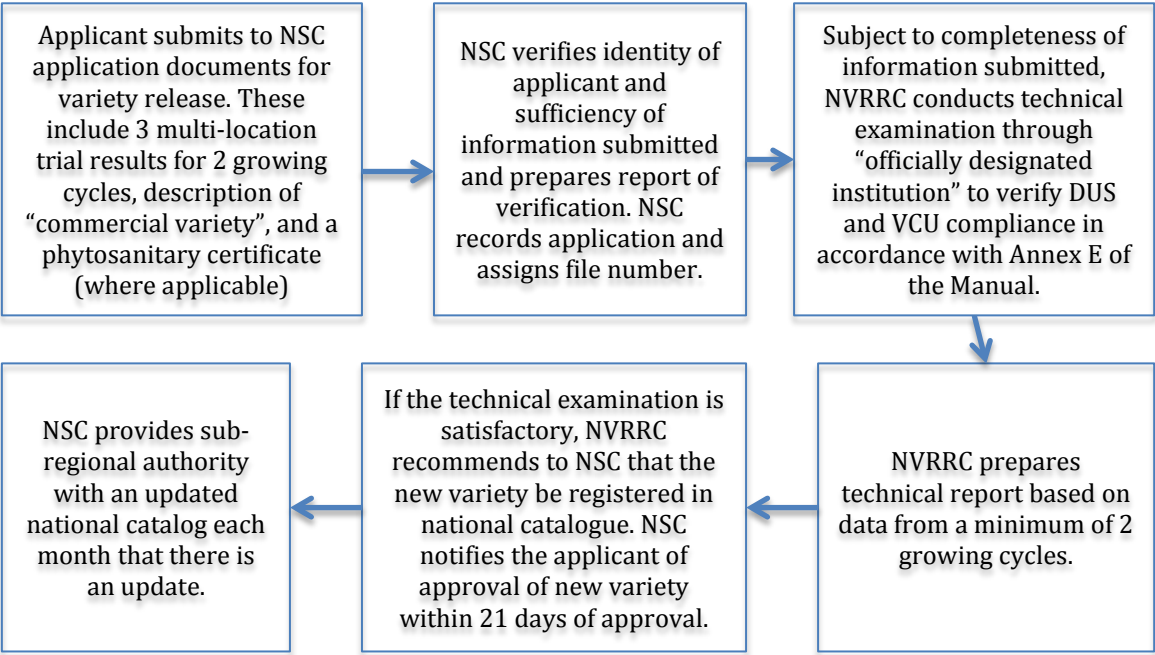 Applicant submits to NSC
application documents for
variety release. These
include 3 multi-location
trial results for 2 growing
cycles, description of
“commercial variety”, and a
phytosanitary certificate
(where applicable)
NSC verifies identity of
applicant and
sufficiency of
information submitted
and prepares report of
verification. NSC
records application and
assigns file number.
Subject to completeness of
information submitted,
NVRRC conducts technical
examination through
“officially designated
institution” to verify DUS
and VCU compliance in
accordance with Annex E of
the Manual.
NVRRC prepares
technical report based on
data from a minimum of 2
growing cycles.
If the technical examination is
satisfactory, NVRRC
recommends to NSC that the
new variety be registered in
national catalogue. NSC
notifies the applicant of
approval of new variety
within 21 days of approval.
NSC provides sub-
regional authority
with an updated
national catalog each
month that there is
an update.